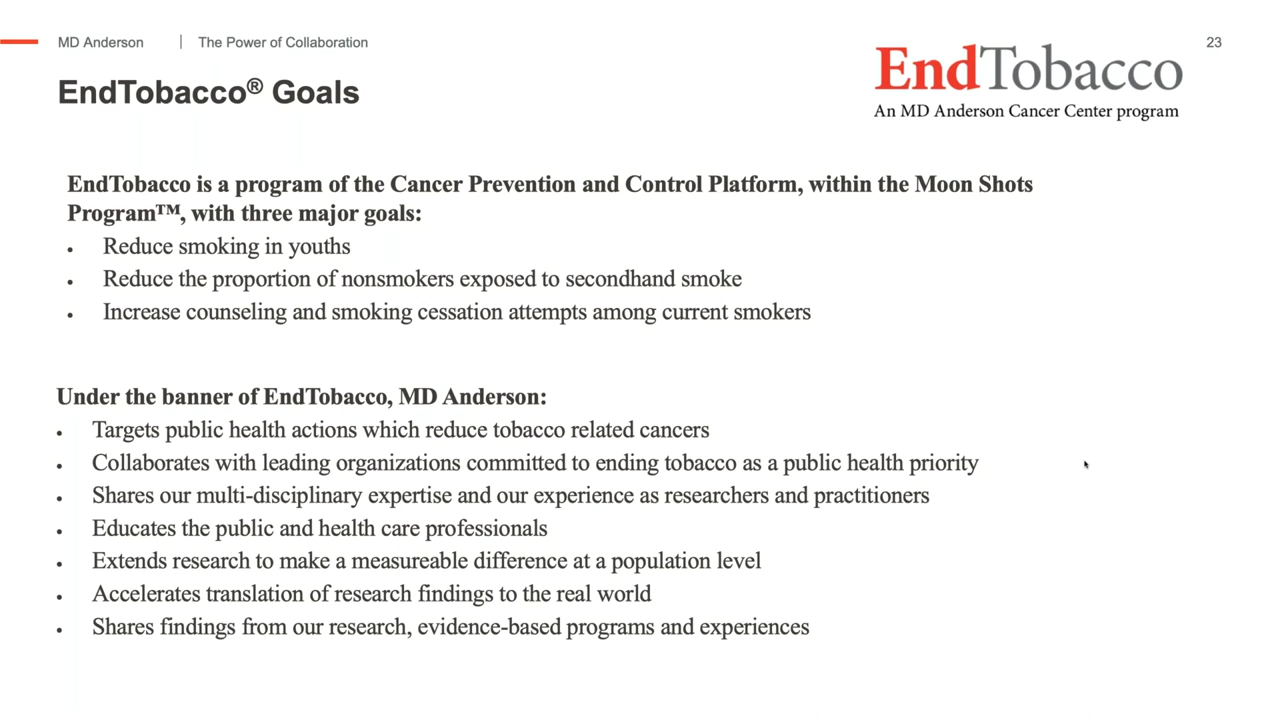 MD Anderson | The Power of Collaboration
23
EndTobacco
An MD Anderson Cancer Center program
EndTobacco® Goals
EndTobacco is a program of the Cancer Prevention and Control Platform, within the Moon Shots
Program™, with three major goals:
• Reduce smoking in youths
• Reduce the proportion of nonsmokers exposed to secondhand smoke
• Increase counseling and smoking cessation attempts among current smokers
Under the banner of EndTobacco, MD Anderson:
• Targets public health actions which reduce tobacco related cancers
• Collaborates with leading organizations committed to ending tobacco as a public health priority
• Shares our multi-disciplinary expertise and our experience as researchers and practitioners
• Educates the public and health care professionals
• Extends research to make a measureable difference at a population level
• Accelerates translation of research findings to the real world
• Shares findings from our research, evidence-based programs and experiences